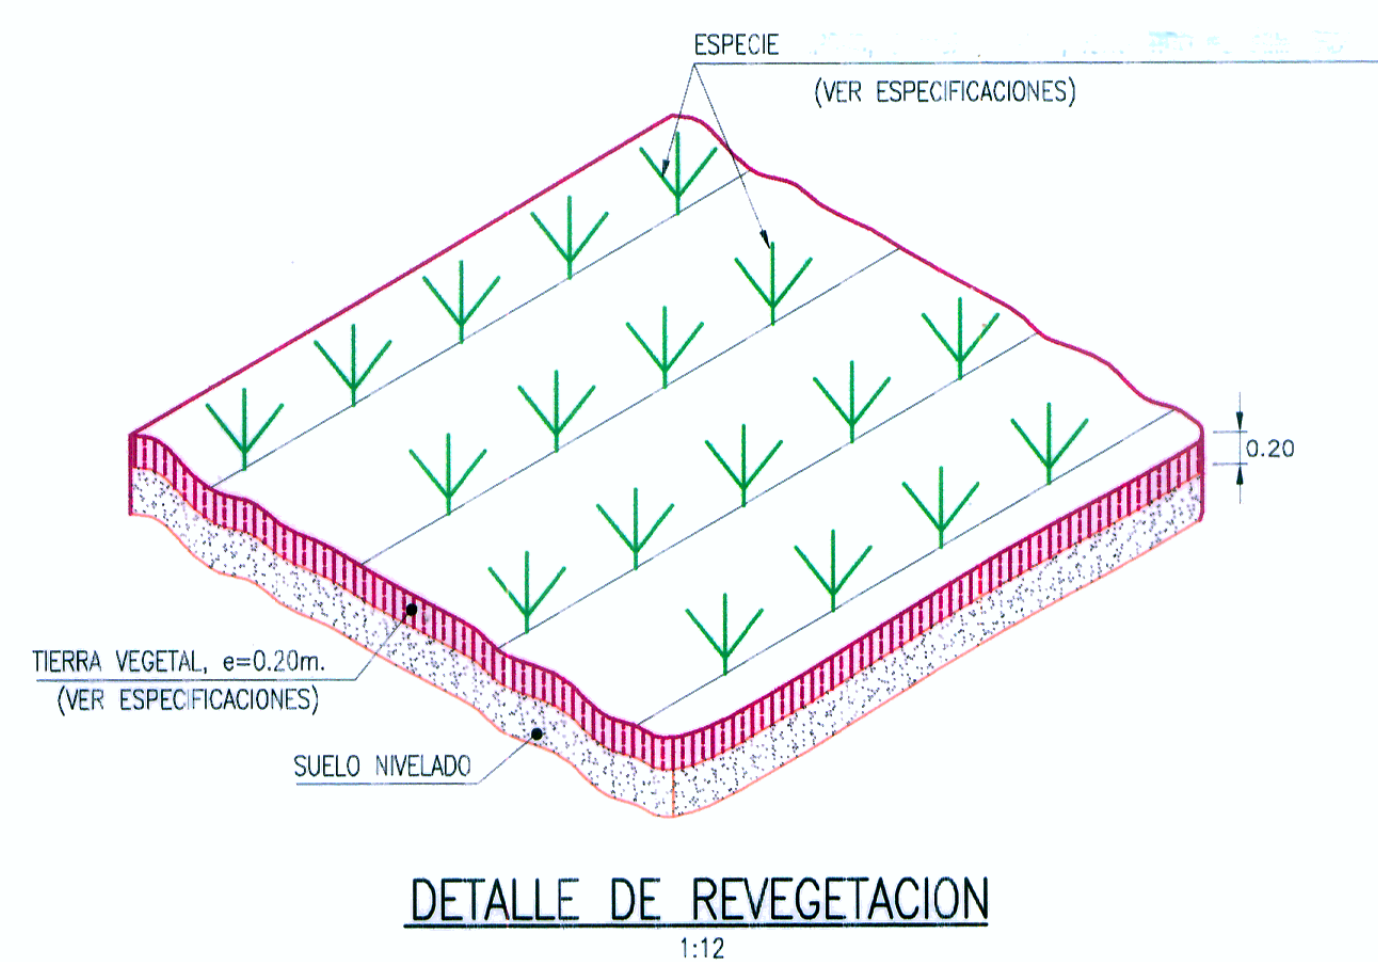 ESPECIE
(VER ESPECIFICACIONES)
0.20
TIERRA VEGETAL, e=0.20m.
(VER ESPECIFICACIONES)
SUELO NIVELADO
DETALLE DE REVEGETACION
1:12